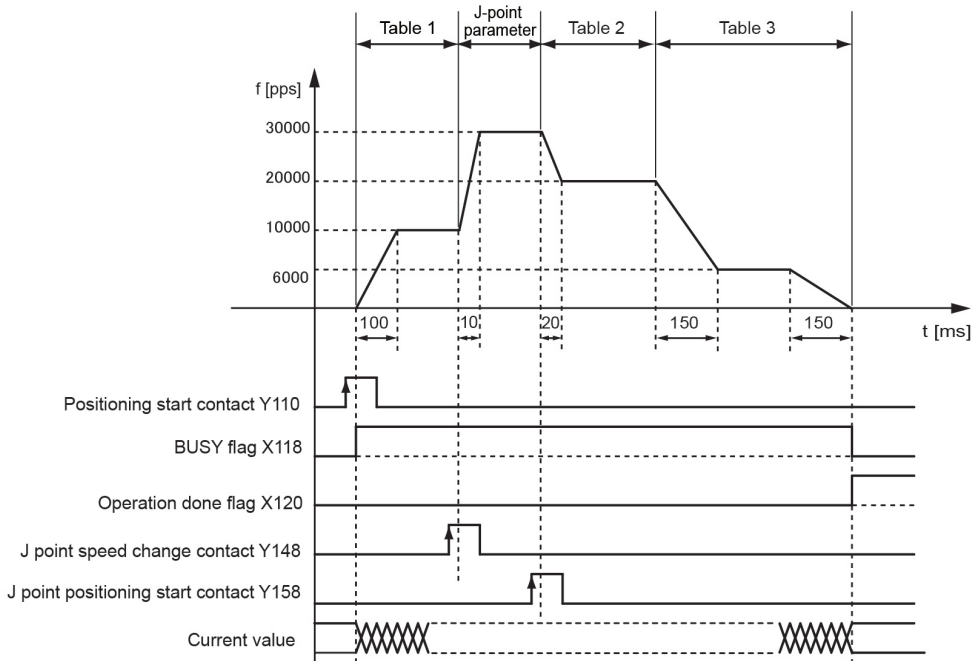 Table 1
J-point
parameter
Table 2
Table 3
f [pps]
30000
20000
10000
6000
100
10
20
150
150
t [ms]
Positioning start contact Y110
BUSY flag X118
Operation done flag X120
J point speed change contact Y148
J point positioning start contact Y158
Current value